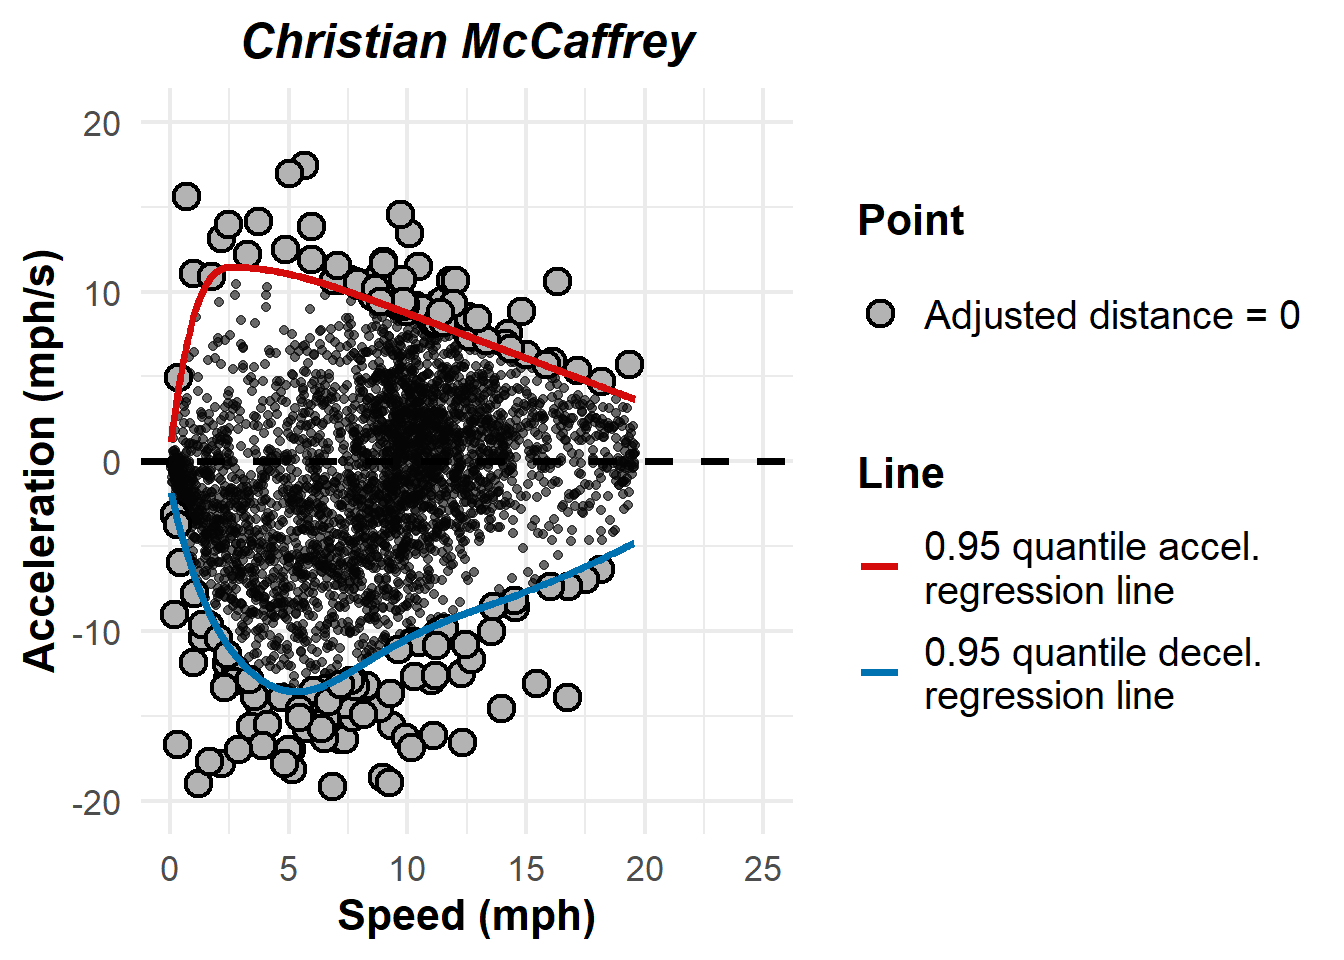 Christian McCaffrey
20
10
0
-10
-20
Acceleration (mph/s)
0 5 10 15 20 25
Speed (mph)
Point
Adjusted distance = 0
Line
0.95 quantile accel.
regression line
0.95 quantile decel.
regression line